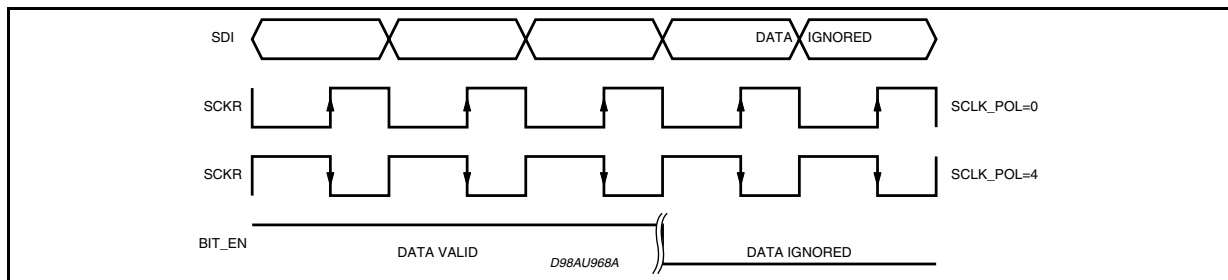 SDI
DATA IGNORED
SCKR
SCLK_POL=0
SCKR
SCLK_POL=4
BIT_EN
DATA VALID
D98AU968A
DATA IGNORED